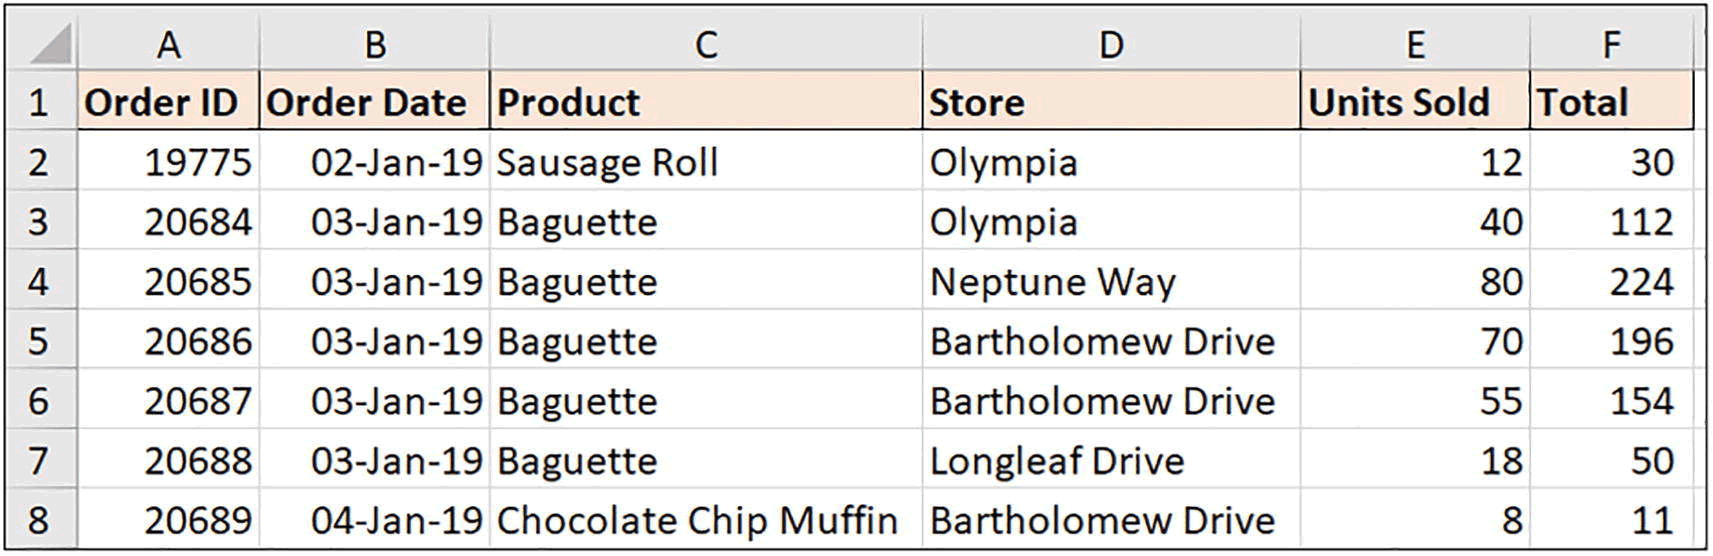 A B C D E F
1 Order ID Order Date Product Store Units Sold Total
2 19775 02-Jan-19 Sausage Roll Olympia 12 30
3 20684 03-Jan-19 Baguette Olympia 40 112
4 20685 03-Jan-19 Baguette Neptune Way 80 224
5 20686 03-Jan-19 Baguette Bartholomew Drive 70 196
6 20687 03-Jan-19 Baguette Bartholomew Drive 55 154
7 20688 03-Jan-19 Baguette Longleaf Drive 18 50
8 20689 04-Jan-19 Chocolate Chip Muffin Bartholomew Drive 8 11